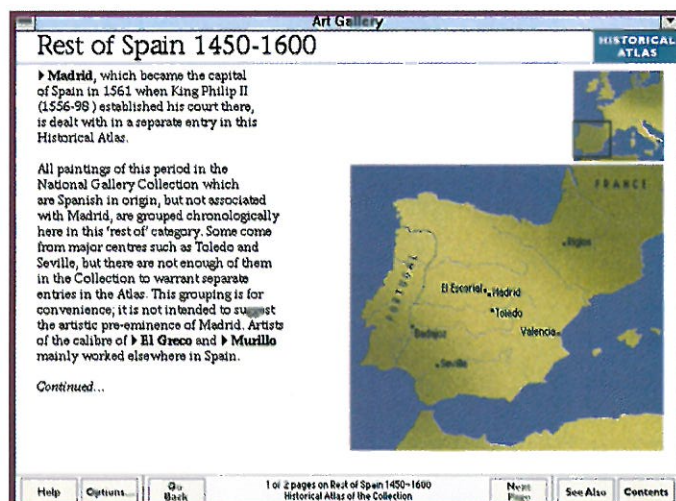 Art Gallery
Rest of Spain 1450-1600
HISTORICAL
ATLAS
▶ Madrid, which became the capital
of Spain in 1561 when King Philip II
(1556-98 ) established his court there,
is dealt with in a separate entry in this
Historical Atlas.
All paintings of this period in the
National Gallery Collection which
are Spanish in origin, but not associated
with Madrid, are grouped chronologically
here in this 'rest of' category. Some come
from major centres such as Toledo and
Seville, but there are not enough of them
in the Collection to warrant separate
entries in the Atlas. This grouping is for
convenience; it is not intended to suggest
the artistic pre-eminence of Madrid. Artists
of the calibre of ▶ El Greco and ▶ Murillo
mainly worked elsewhere in Spain.
Continued...
FRANCE
Riglos
PORTUGAL
El Escorial
Madrid
Toledo
Valencia
Badajoz
Seville
Help
Options...
Go
Back
1 of 2 pages on Rest of Spain 1450-1600
Historical Atlas of the Collection
Next
Page
See Also
Contents